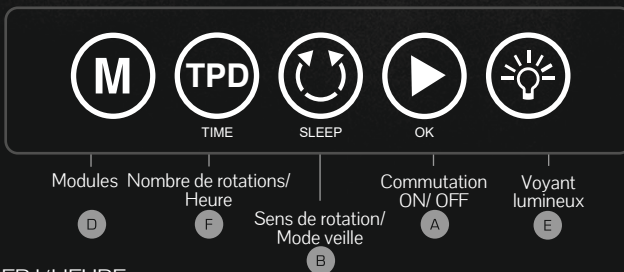 M TPD
TIME SLEEP OK
Modules Nombre de rotations/ Heure
Commutation ON/ OFF
Voyant lumineux
D F A E
Sens de rotation/ Mode veille
B